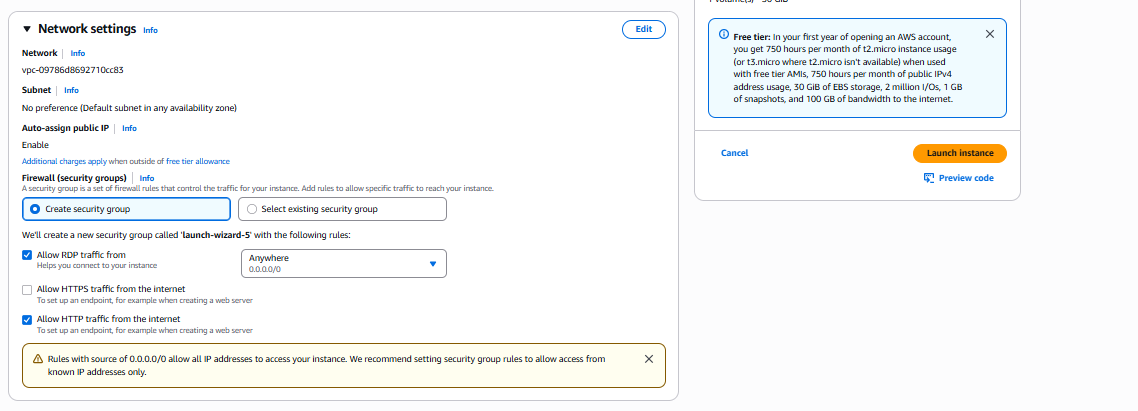 Network settings Info
Edit
Network Info
vpc-09786d8692710cc83
Subnet Info
No preference (Default subnet in any availability zone)
Auto-assign public IP Info
Enable
Additional charges apply when outside of free tier allowance
Firewall (security groups) Info
A security group is a set of firewall rules that control the traffic for your instance. Add rules to allow specific traffic to reach your instance.
Create security group
Select existing security group
We'll create a new security group called 'launch-wizard-5' with the following rules:
Allow RDP traffic from
Helps you connect to your instance
Anywhere
0.0.0.0/0
Allow HTTPS traffic from the internet
To set up an endpoint, for example when creating a web server
Allow HTTP traffic from the internet
To set up an endpoint, for example when creating a web server
Rules with source of 0.0.0.0/0 allow all IP addresses to access your instance. We recommend setting security group rules to allow access from
known IP addresses only.
Free tier: In your first year of opening an AWS account,
you get 750 hours per month of t2.micro instance usage
(or t3.micro where t2.micro isn't available) when used
with free tier AMIs, 750 hours per month of public IPv4
address usage, 30 GiB of EBS storage, 2 million I/Os, 1 GB
of snapshots, and 100 GB of bandwidth to the internet.
Cancel
Launch instance
Preview code